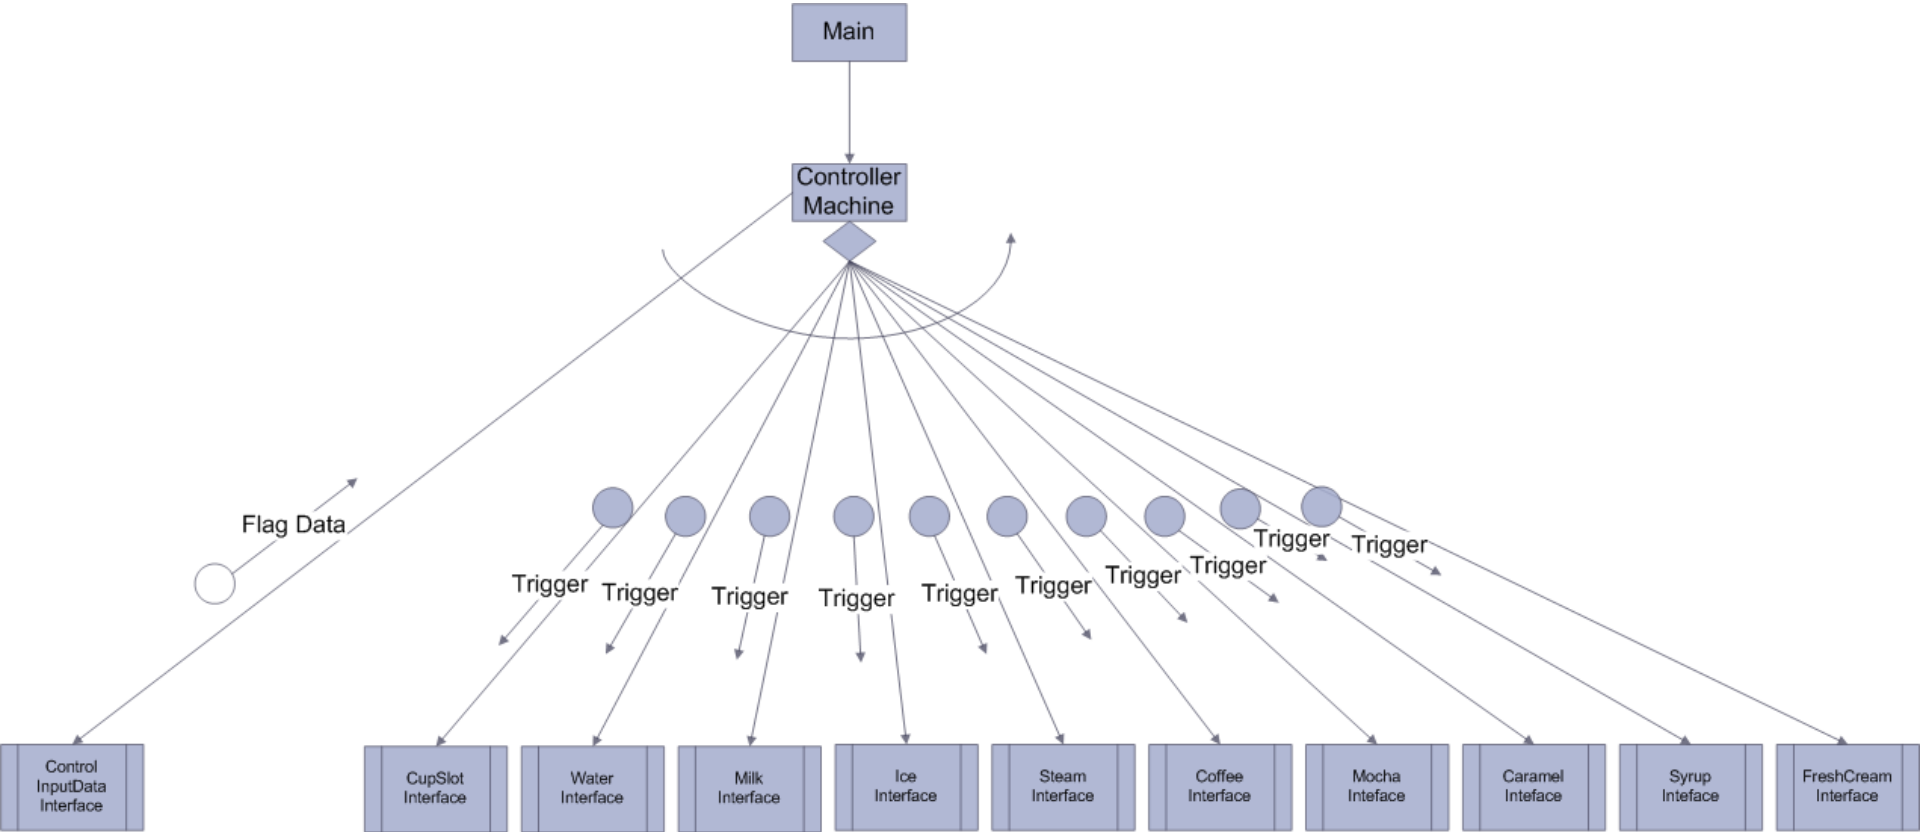 Main
Controller
Machine
Flag Data
Trigger
Trigger
Trigger
Trigger
Trigger
Trigger
Trigger
Trigger
Trigger
Trigger
Control
InputData
Interface
CupSlot
Interface
Water
Interface
Milk
Interface
Ice
Interface
Steam
Interface
Coffee
Interface
Mocha
Inteface
Caramel
Inteface
Syrup
Inteface
FreshCream
Interface